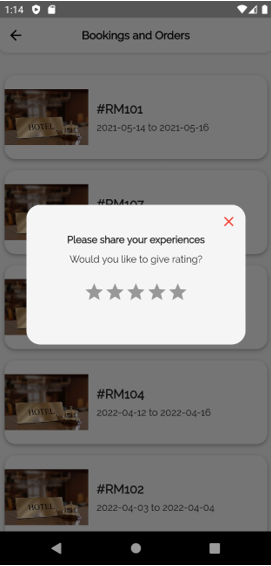 1:14
Bookings and Orders
#RM101
2021-05-14 to 2021-05-16
HOTEL
#RM107
Please share your experiences
Would you like to give rating?
#RM104
2022-04-12 to 2022-04-16
HOTEL
#RM102
2022-04-03 to 2022-04-04
HOTEL